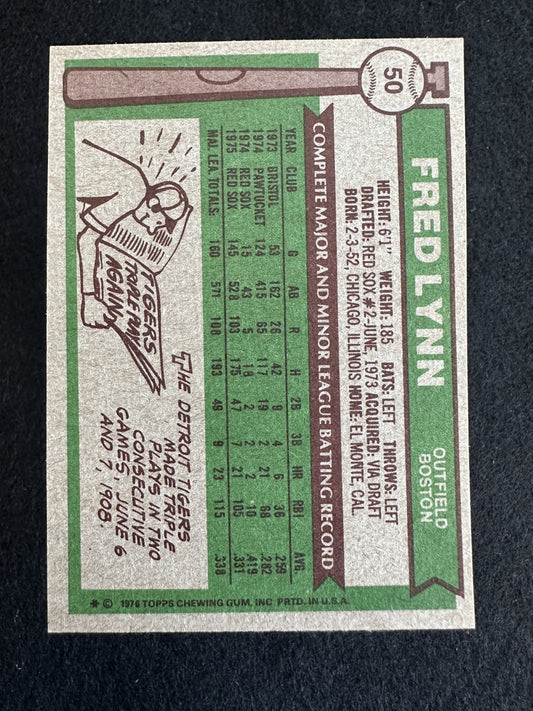 50
FRED LYNN
OUTFIELD
BOSTON
HEIGHT: 6'1" WEIGHT: 185 BATS: LEFT THROWS: LEFT
DRAFTED: RED SOX #2-JUNE, 1973 ACQUIRED: VIA DRAFT
BORN: 2-3-52, CHICAGO, ILLINOIS HOME: EL MONTE, CAL.
COMPLETE MAJOR AND MINOR LEAGUE BATTING RECORD
YEAR CLUB G AB R H 2B 3B HR RBI AVG.
1973 BRISTOL 53 162 26 42 9 4 6 36 .259
1974 PAWTUCKET 124 415 65 117 19 2 21 68 .282
1974 RED SOX 15 43 5 18 2 2 2 10 .419
1975 RED SOX 145 528 103 175 47 7 21 105 .331
MAJ. LEA. TOTALS: 160 571 108 193 49 9 23 115 .338
TIGERS
TRIPLE PLAY
AGAIN
THE DETROIT TIGERS
MADE TRIPLE
PLAYS IN TWO
CONSECUTIVE
GAMES, JUNE 6
AND 7, 1908.
* © 1976 TOPPS CHEWING GUM, INC. PRTD. IN U.S.A.